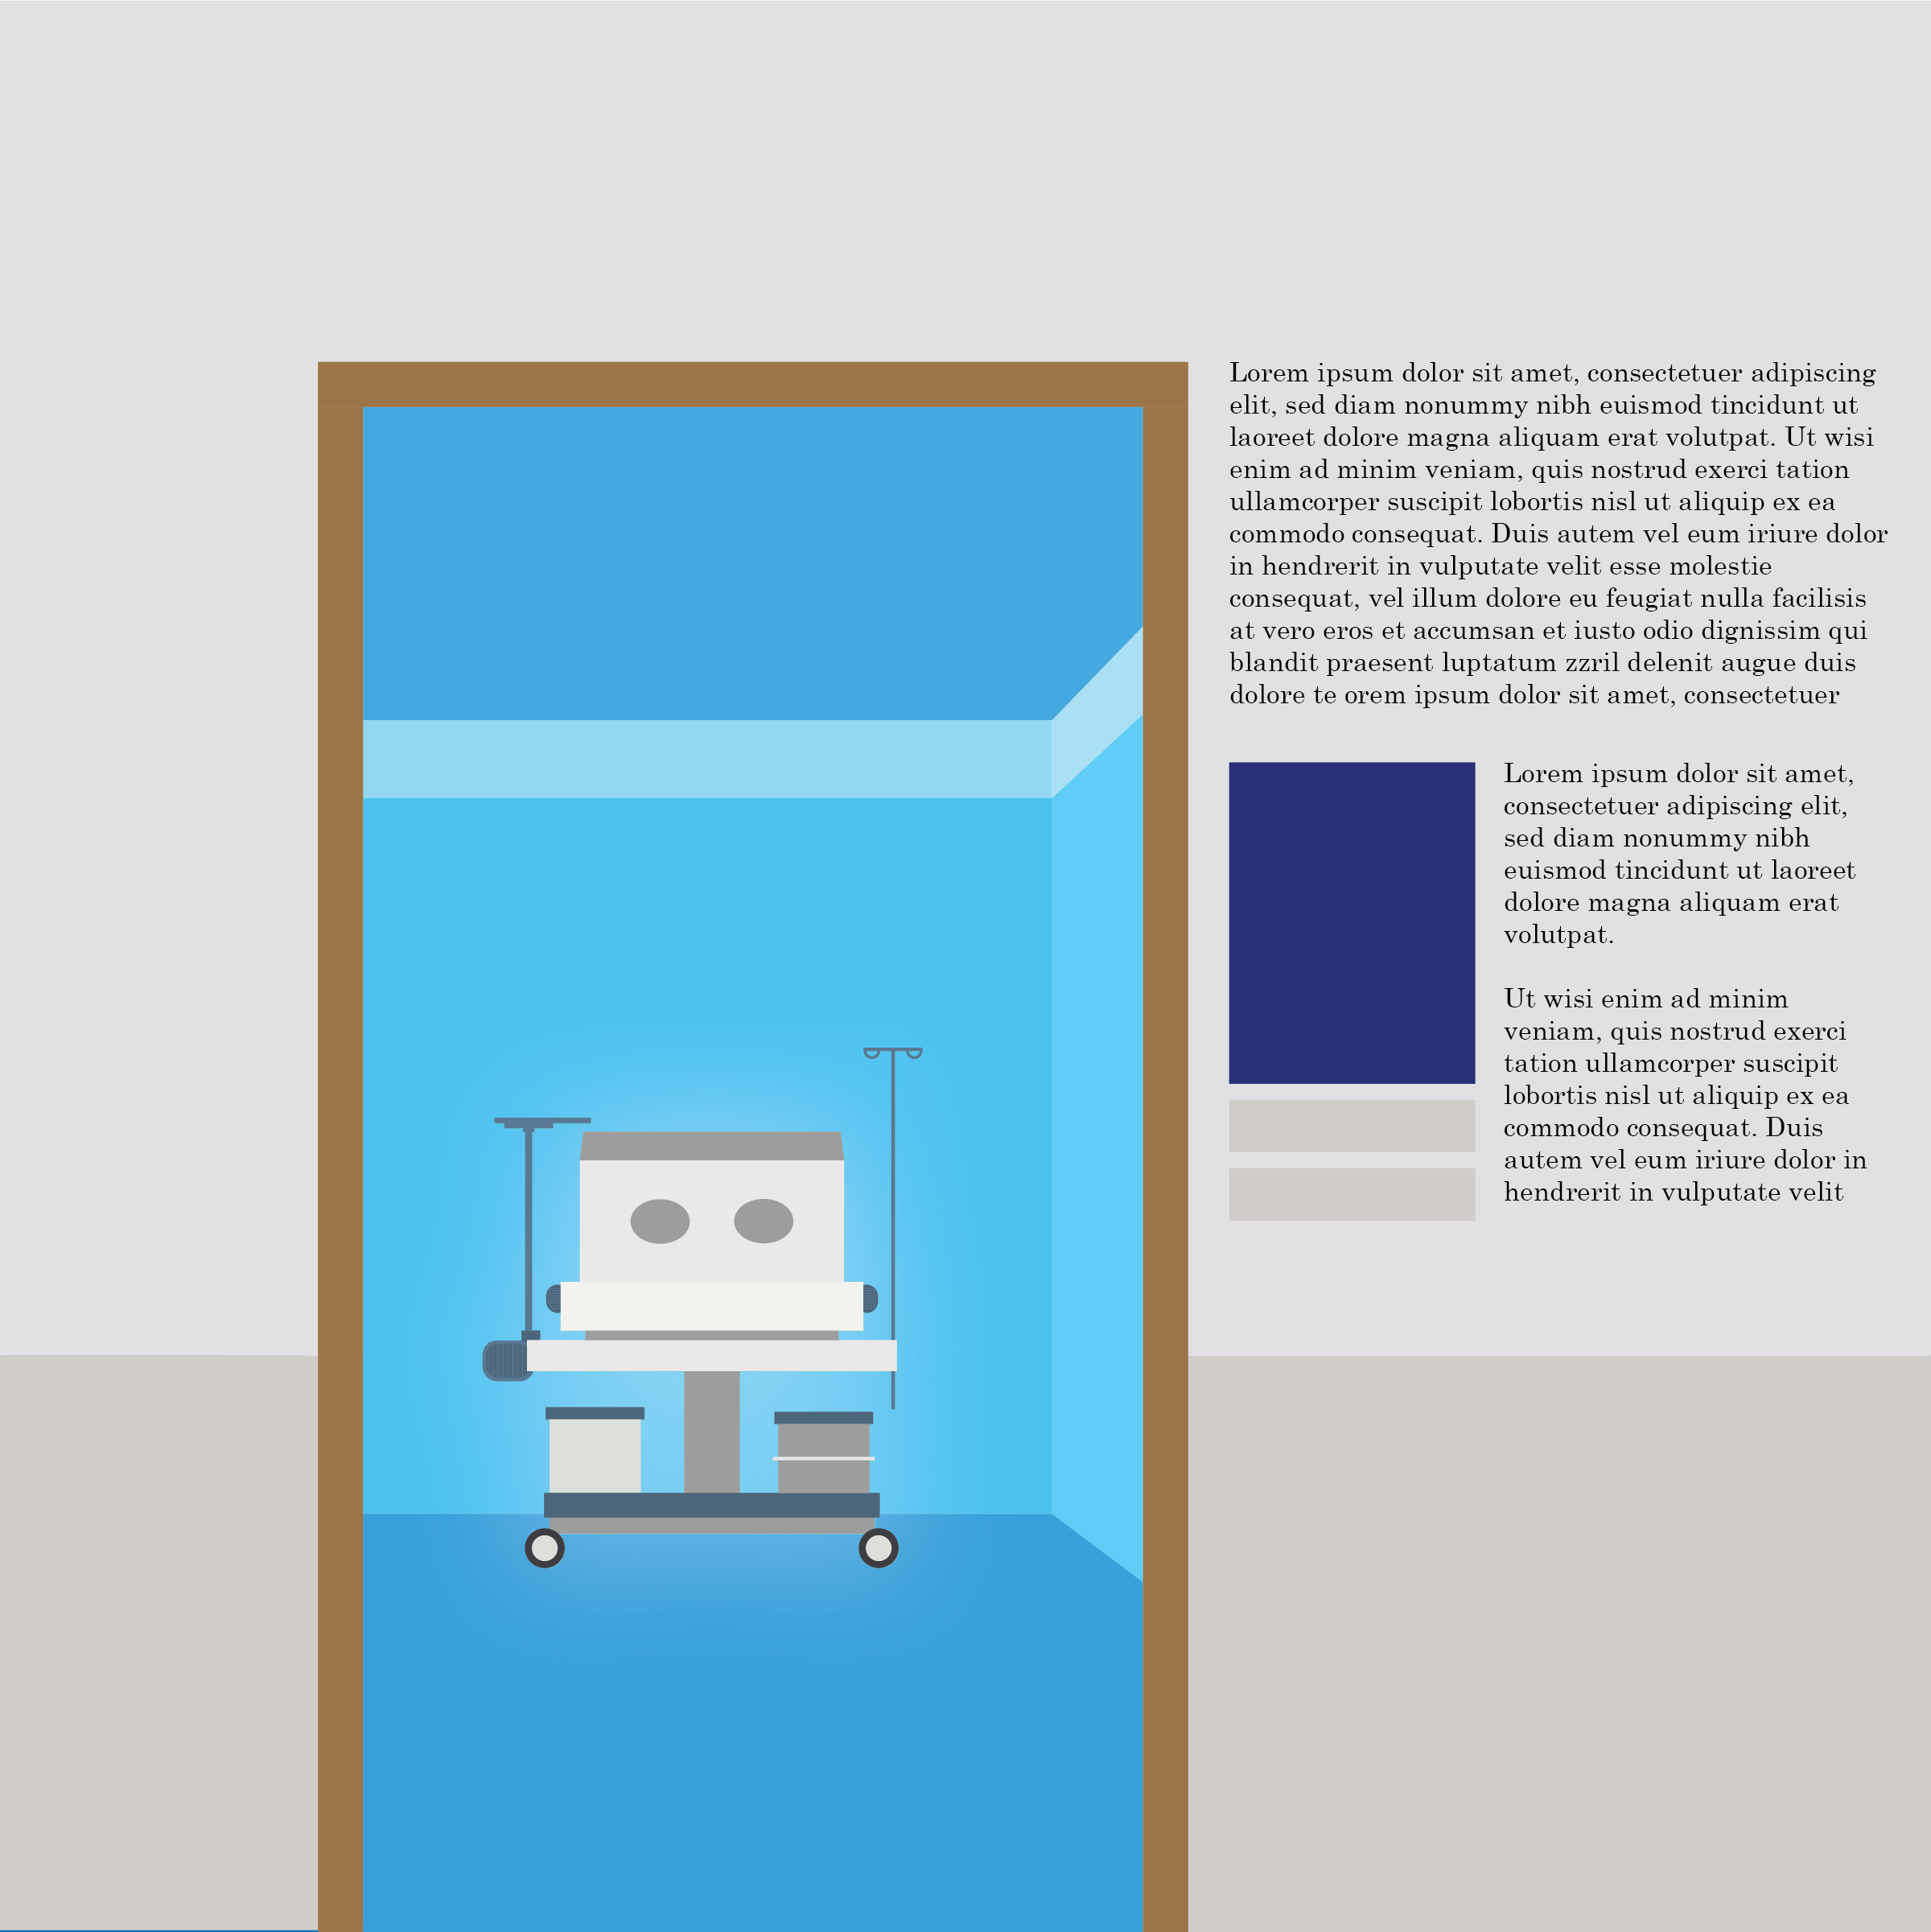 Lorem ipsum dolor sit amet, consectetuer adipiscing
elit, sed diam nonummy nibh euismod tincidunt ut
laoreet dolore magna aliquam erat volutpat. Ut wisi
enim ad minim veniam, quis nostrud exerci tation
ullamcorper suscipit lobortis nisl ut aliquip ex ea
commodo consequat. Duis autem vel eum iriure dolor
in hendrerit in vulputate velit esse molestie
consequat, vel illum dolore eu feugiat nulla facilisis
at vero eros et accumsan et iusto odio dignissim qui
blandit praesent luptatum zzril delenit augue duis
dolore te orem ipsum dolor sit amet, consectetuer
Lorem ipsum dolor sit amet,
consectetuer adipiscing elit,
sed diam nonummy nibh
euismod tincidunt ut laoreet
dolore magna aliquam erat
volutpat.
Ut wisi enim ad minim
veniam, quis nostrud exerci
tation ullamcorper suscipit
lobortis nisl ut aliquip ex ea
commodo consequat. Duis
autem vel eum iriure dolor in
hendrerit in vulputate velit